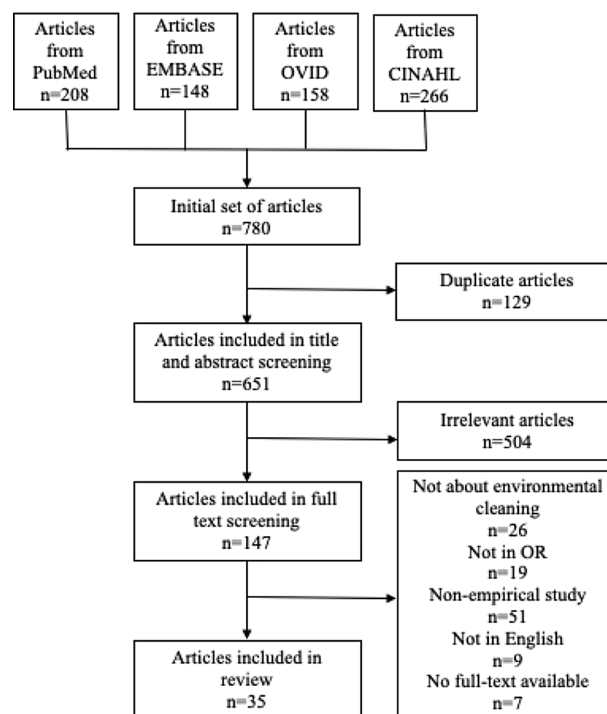 Articles
from
PubMed
n=208
Articles
from
EMBASE
n=148
Articles
from
OVID
n=158
Articles
from
CINAHL
n=266
Initial set of articles
n=780
Duplicate articles
n=129
Articles included in title
and abstract screening
n=651
Irrelevant articles
n=504
Articles included in full
text screening
n=147
Not about environmental
cleaning
n=26
Not in OR
n=19
Non-empirical study
n=51
Not in English
n=9
No full-text available
n=7
Articles included in
review
n=35